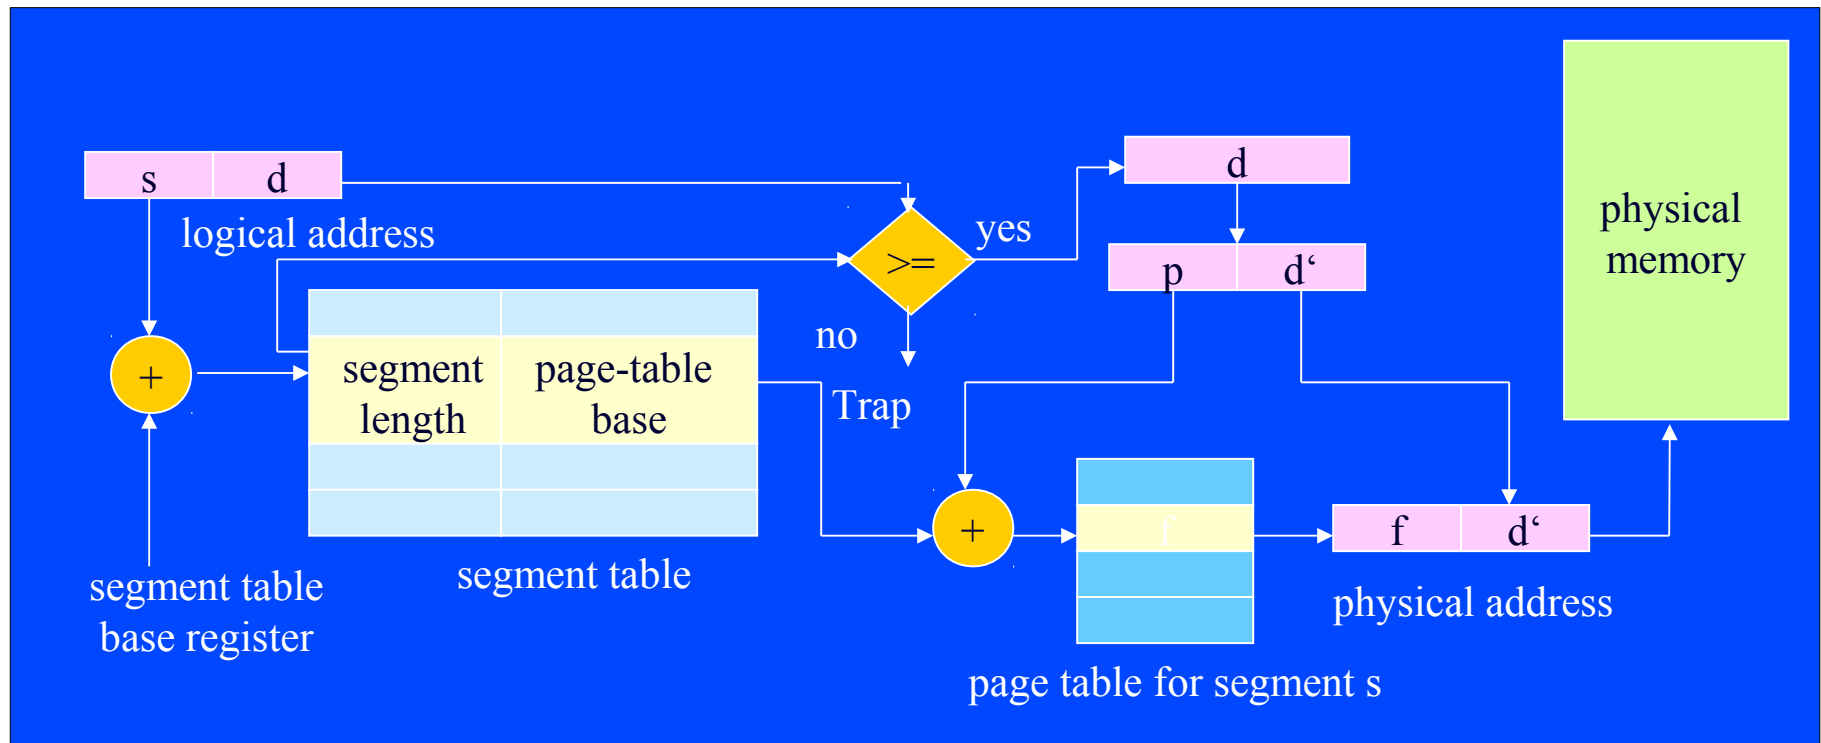 s
d
logical address
+
segment table
base register
segment
length
page-table
base
segment table
>=
yes
no
Trap
d
p
d‘
+
f
page table for segment s
f
d‘
physical address
physical
memory